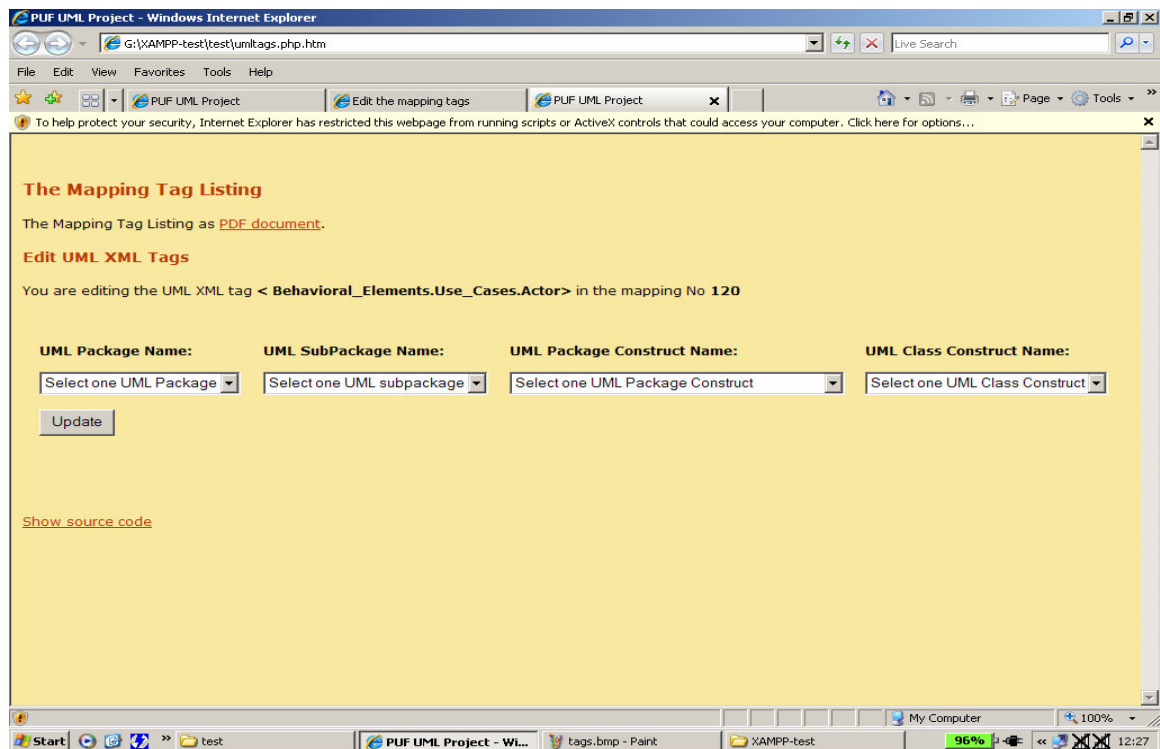 PUF UML Project - Windows Internet Explorer
G:\XAMPP-test\test\umltags.php.htm
Live Search
File Edit View Favorites Tools Help
PUF UML Project
Edit the mapping tags
PUF UML Project
Page
Tools
To help protect your security, Internet Explorer has restricted this webpage from running scripts or ActiveX controls that could access your computer. Click here for options...
The Mapping Tag Listing
The Mapping Tag Listing as PDF document.
Edit UML XML Tags
You are editing the UML XML tag < Behavioral_Elements.Use_Cases.Actor> in the mapping No 120
UML Package Name: UML SubPackage Name: UML Package Construct Name: UML Class Construct Name:
Select one UML Package Select one UML subpackage Select one UML Package Construct Select one UML Class Construct
Update
Show source code
My Computer 100%
Start test PUF UML Project - Wi... tags.bmp - Paint XAMPP-test 96% 12:27